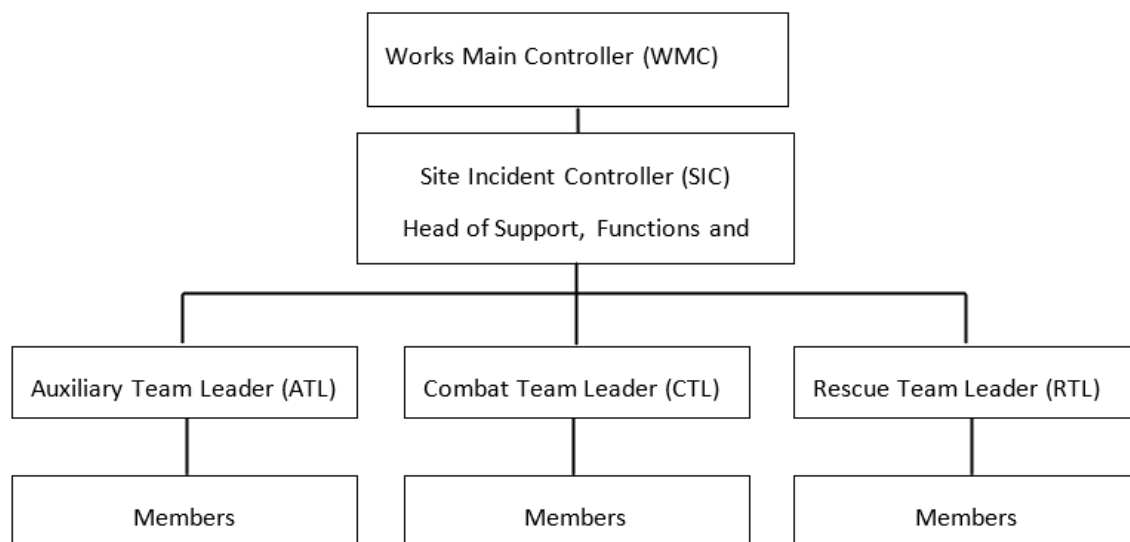 Works Main Controller (WMC)
Site Incident Controller (SIC)
Head of Support, Functions and
Auxiliary Team Leader (ATL)
Combat Team Leader (CTL)
Rescue Team Leader (RTL)
Members
Members
Members